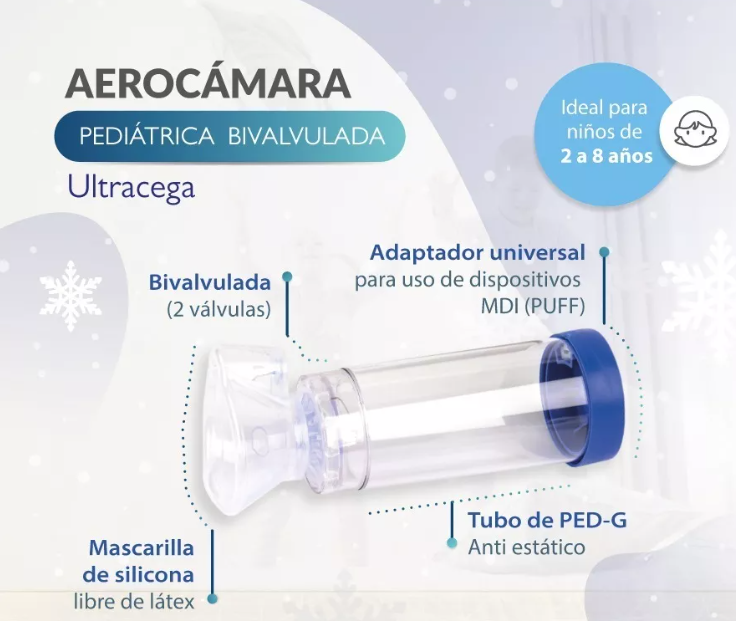 AEROCÁMARA
PEDIÁTRICA BIVALVULADA
Ultracega
Ideal para
niños de
2 a 8 años
Adaptador universal
para uso de dispositivos
MDI (PUFF)
Bivalvulada
(2 válvulas)
Tubo de PED-G
Anti estático
Mascarilla
de silicona
libre de látex